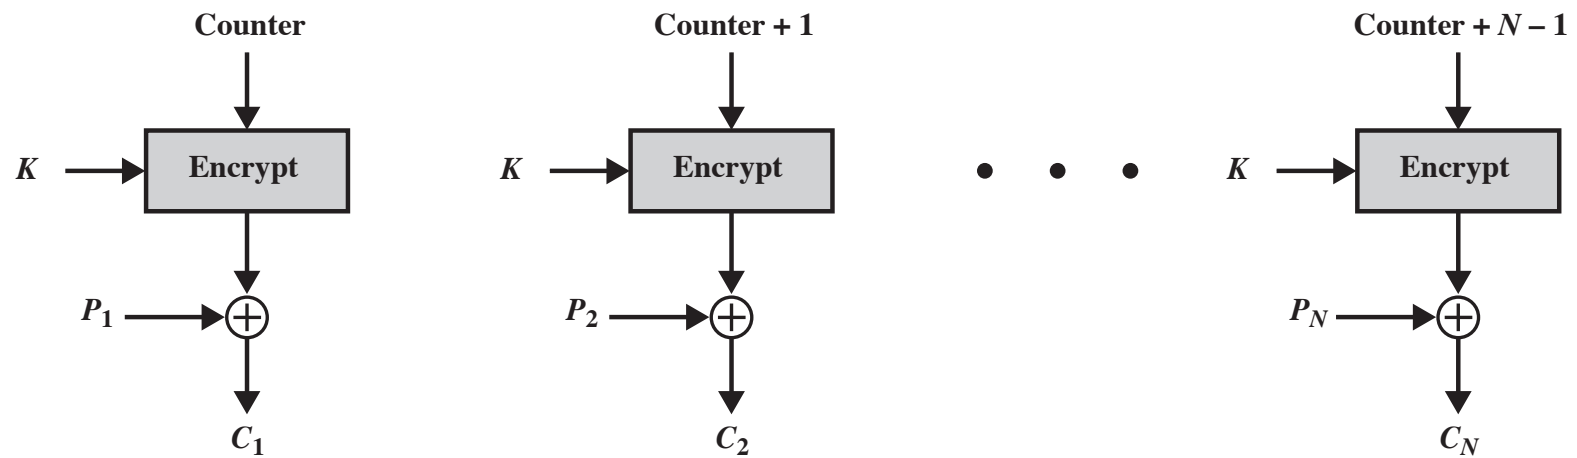 Counter Counter + 1 Counter + N – 1
K Encrypt K Encrypt • • • K Encrypt
P1 P2 PN
C1 C2 CN